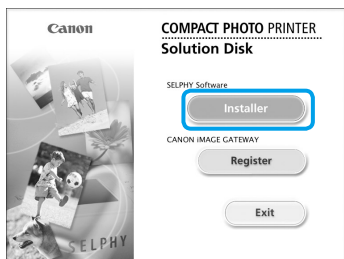 Canon
COMPACT PHOTO PRINTER
Solution Disk
SELPHY Software
Installer
CANON IMAGE GATEWAY
Register
Exit
SELPHY